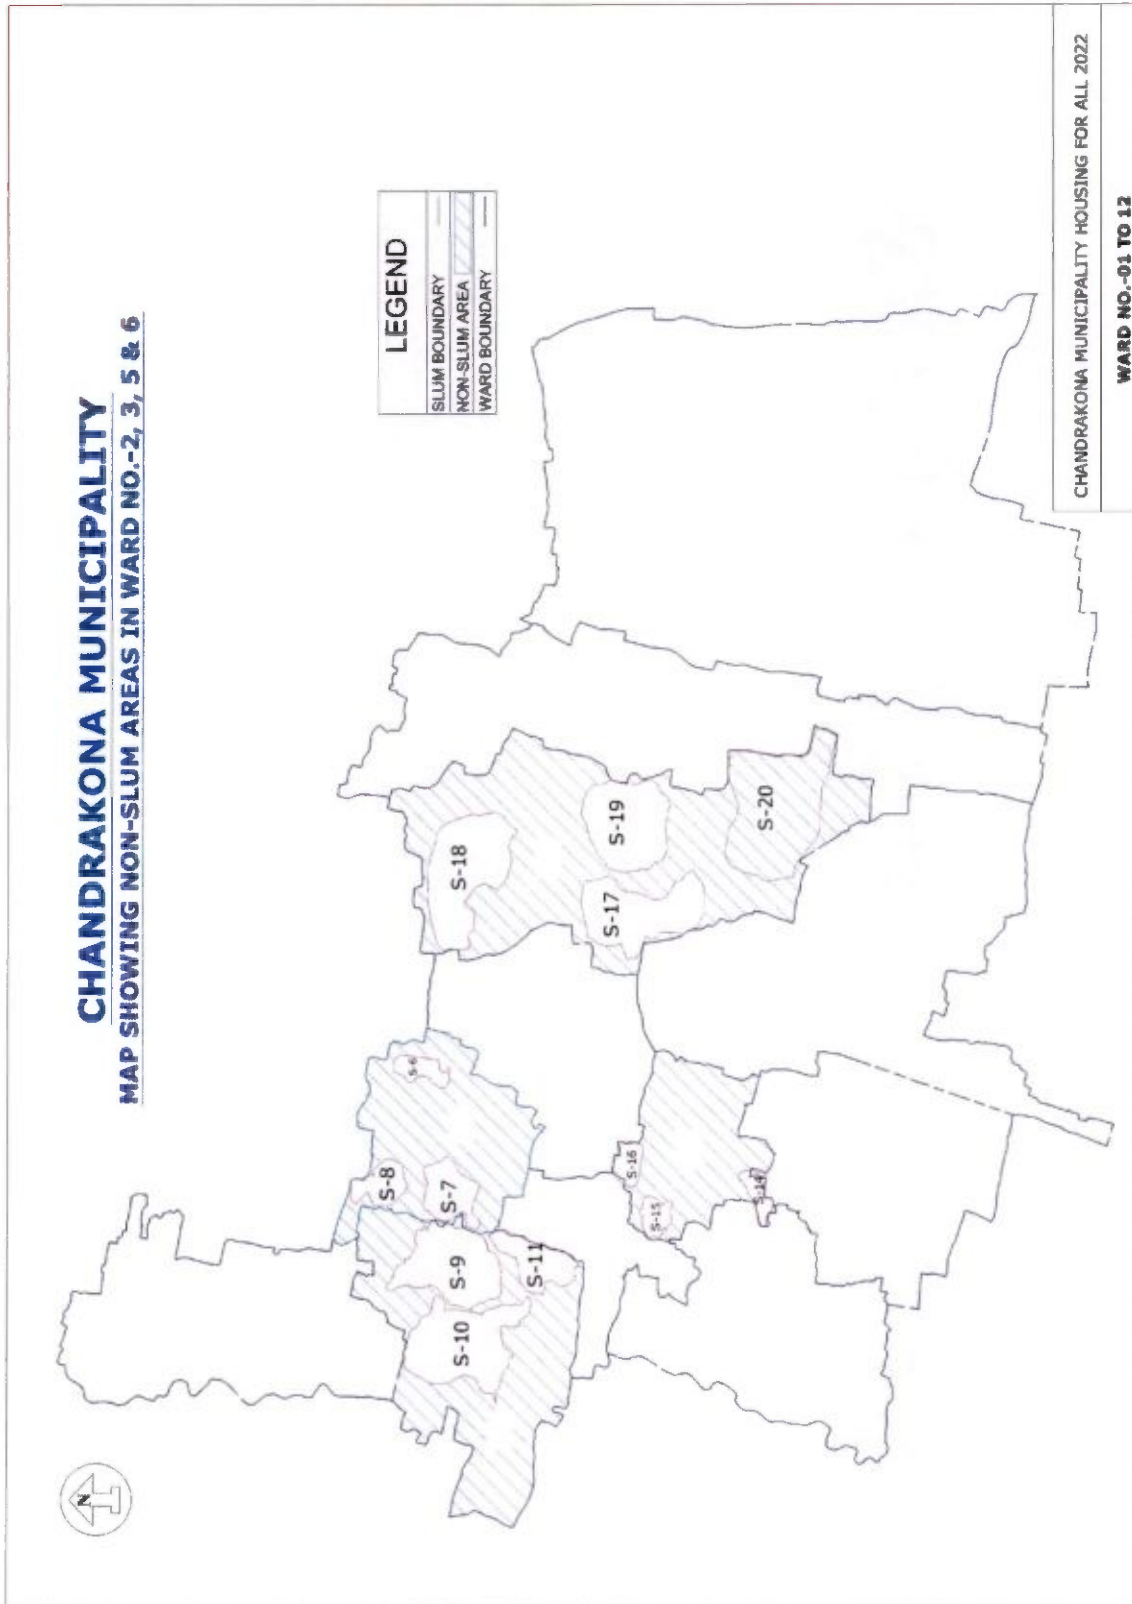 CHANDRAKONA MUNICIPALITY
MAP SHOWING NON-SLUM AREAS IN WARD NO.-2, 3, 5 & 6
N
LEGEND
SLUM BOUNDARY
NON-SLUM AREA
WARD BOUNDARY
S-8
S-6
S-18
S-10
S-9
S-7
S-11
S-17
S-19
S-16
S-15
S-14
S-20
CHANDRAKONA MUNICIPALITY HOUSING FOR ALL 2022
WARD NO.-01 TO 12